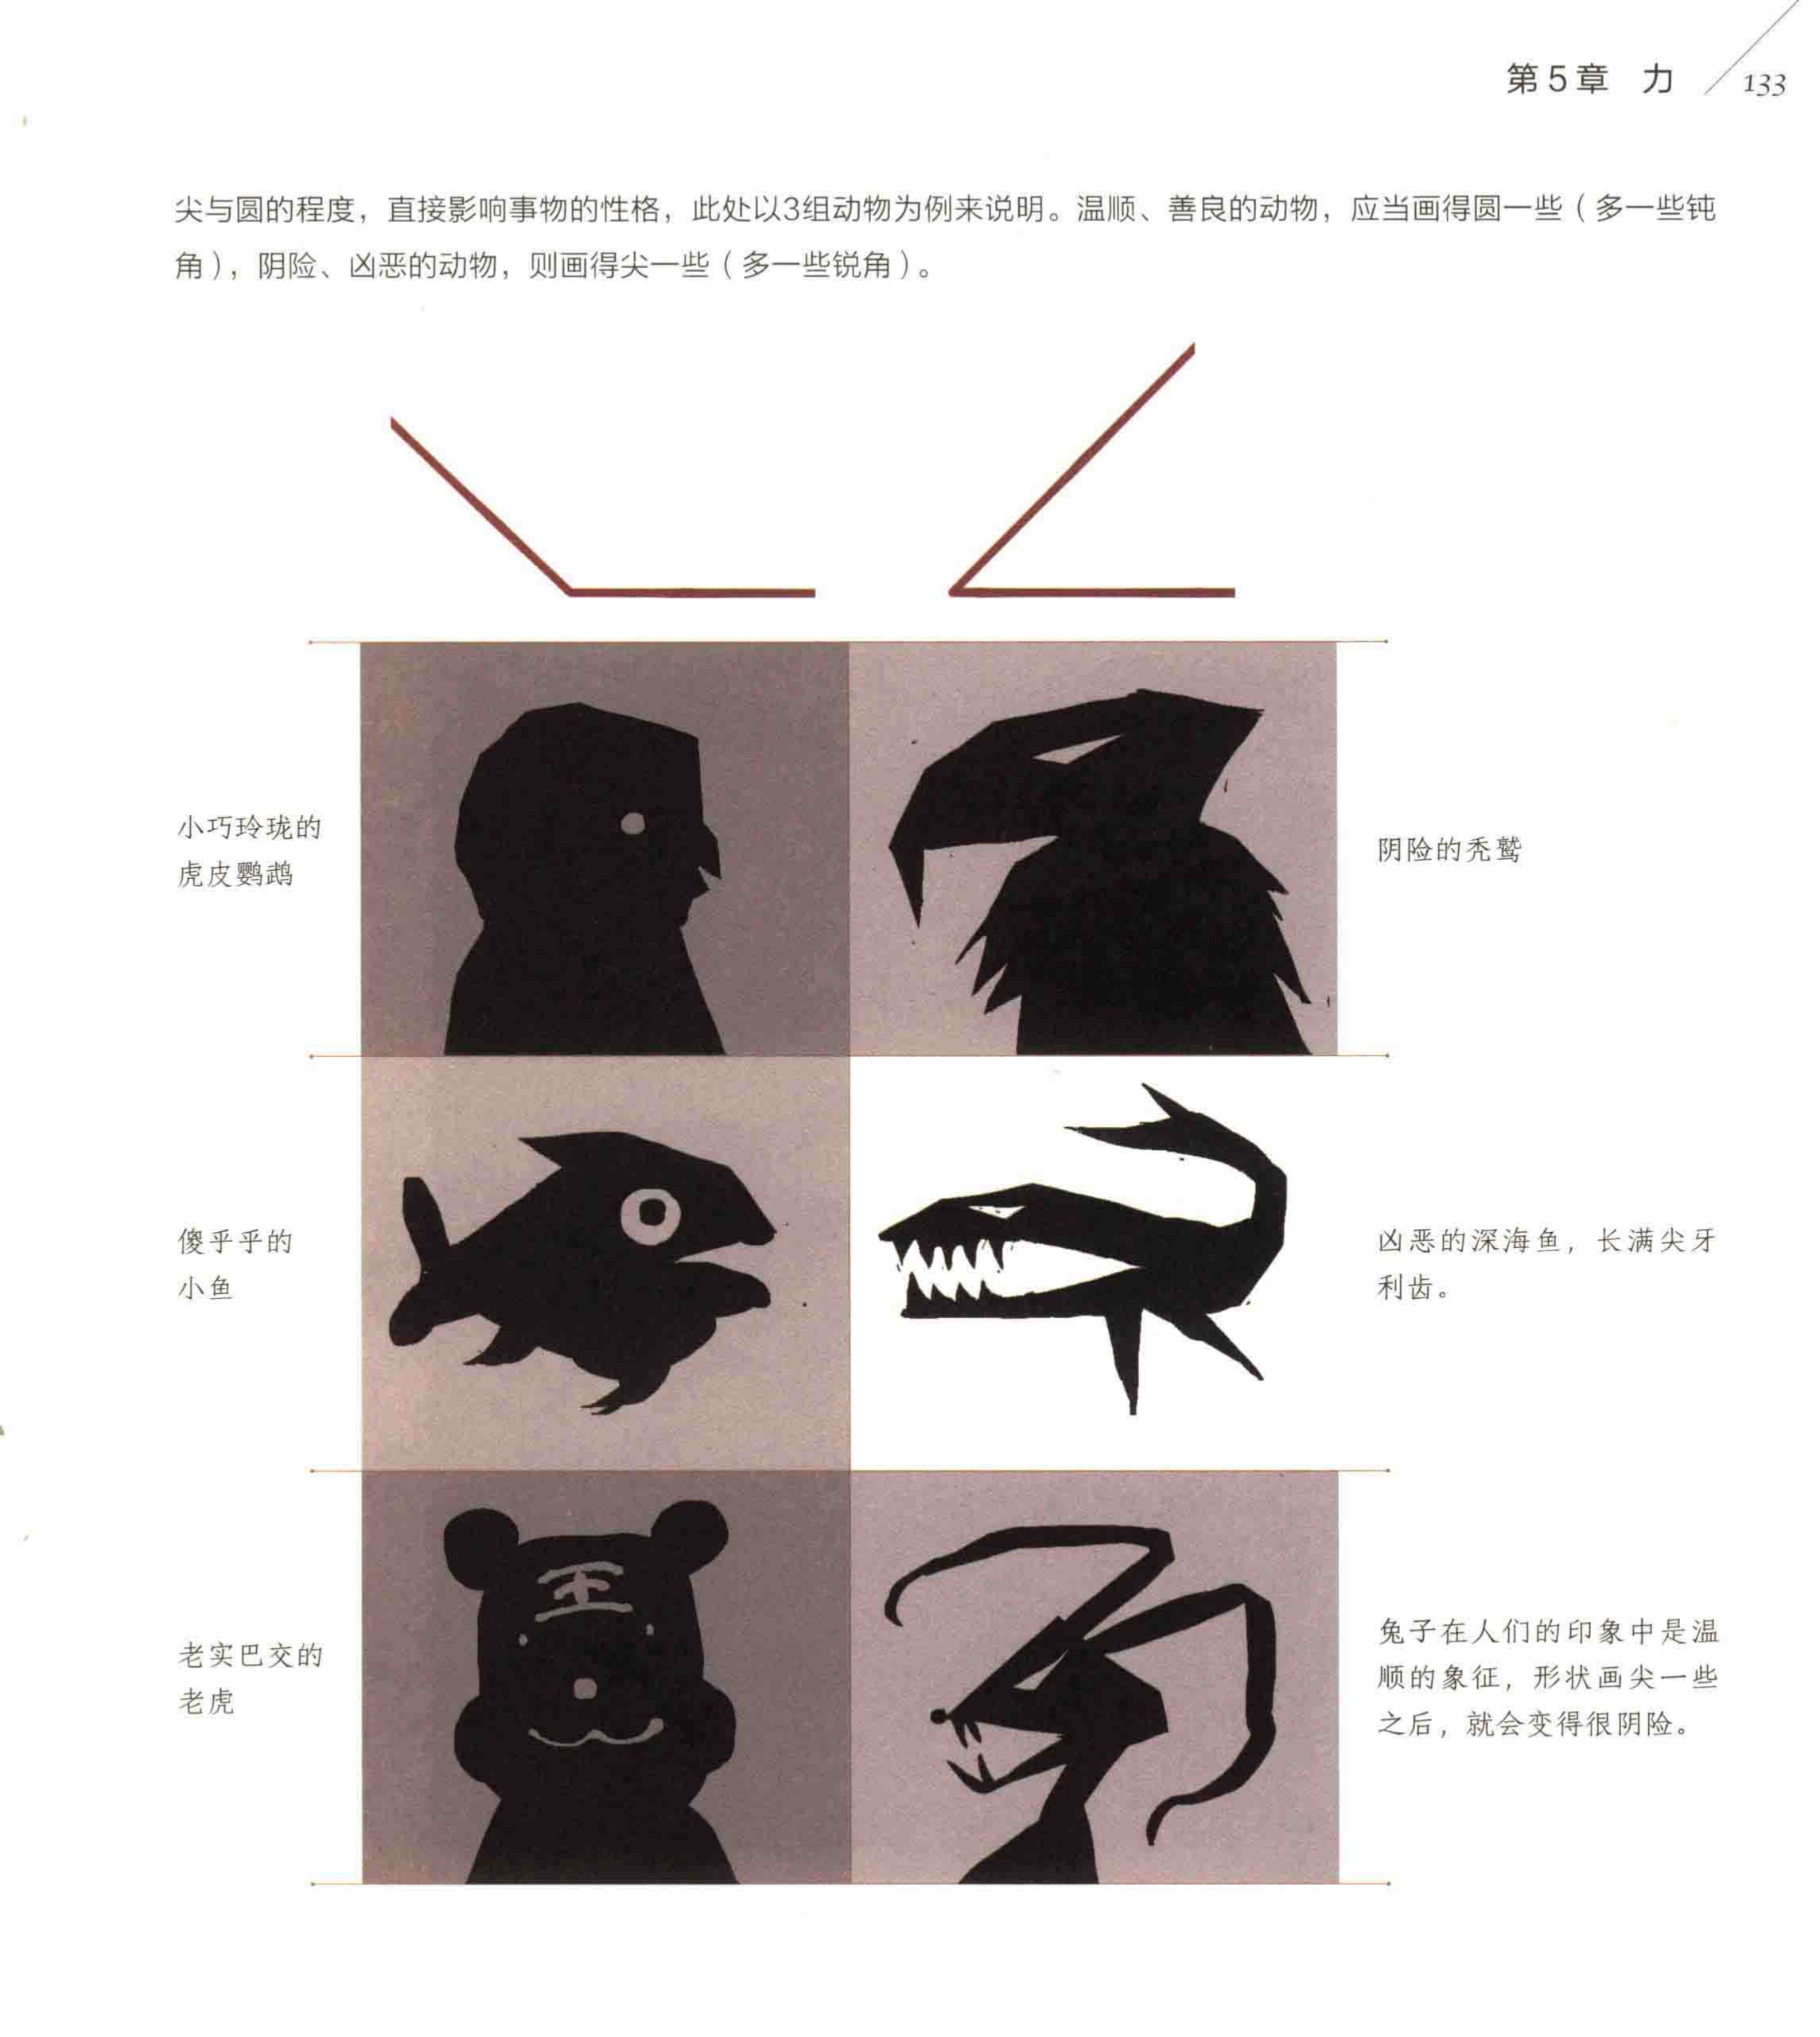 第5章 力 133
尖与圆的程度，直接影响事物的性格，此处以3组动物为例来说明。温顺、善良的动物，应当画得圆一些（多一些钝
角），阴险、凶恶的动物，则画得尖一些（多一些锐角）。
小巧玲珑的
虎皮鹦鹉
阴险的秃鹫
傻乎乎的
小鱼
凶恶的深海鱼，长满尖牙
利齿。
王
老实巴交的
老虎
兔子在人们的印象中是温
顺的象征，形状画尖一些
之后，就会变得很阴险。